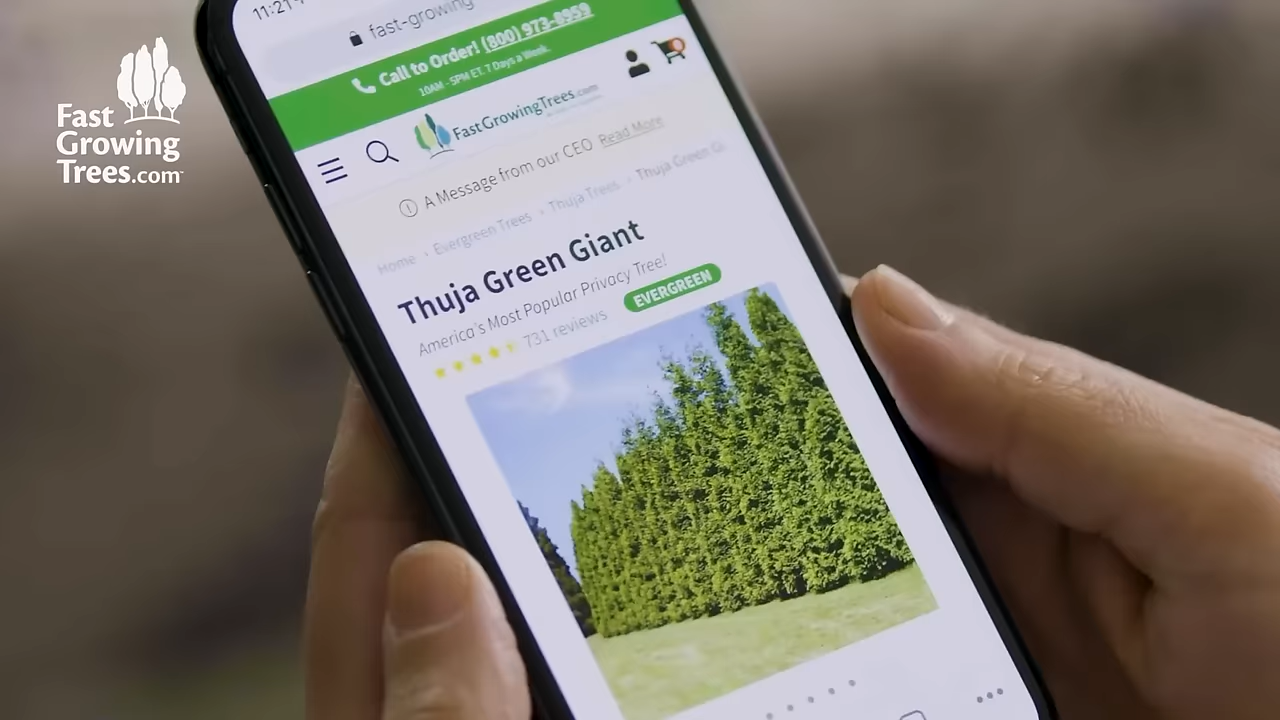 Fast
Growing
Trees.com
11:21
fast-growing
Call to Order! (800) 973-8959
10AM - 5PM ET. 7 Days a Week.
FastGrowingTrees.com
A Message from our CEO Read More
Home › Evergreen Trees › Thuja Trees › Thuja Green Gi
Thuja Green Giant
America's Most Popular Privacy Tree!
731 reviews
EVERGREEN